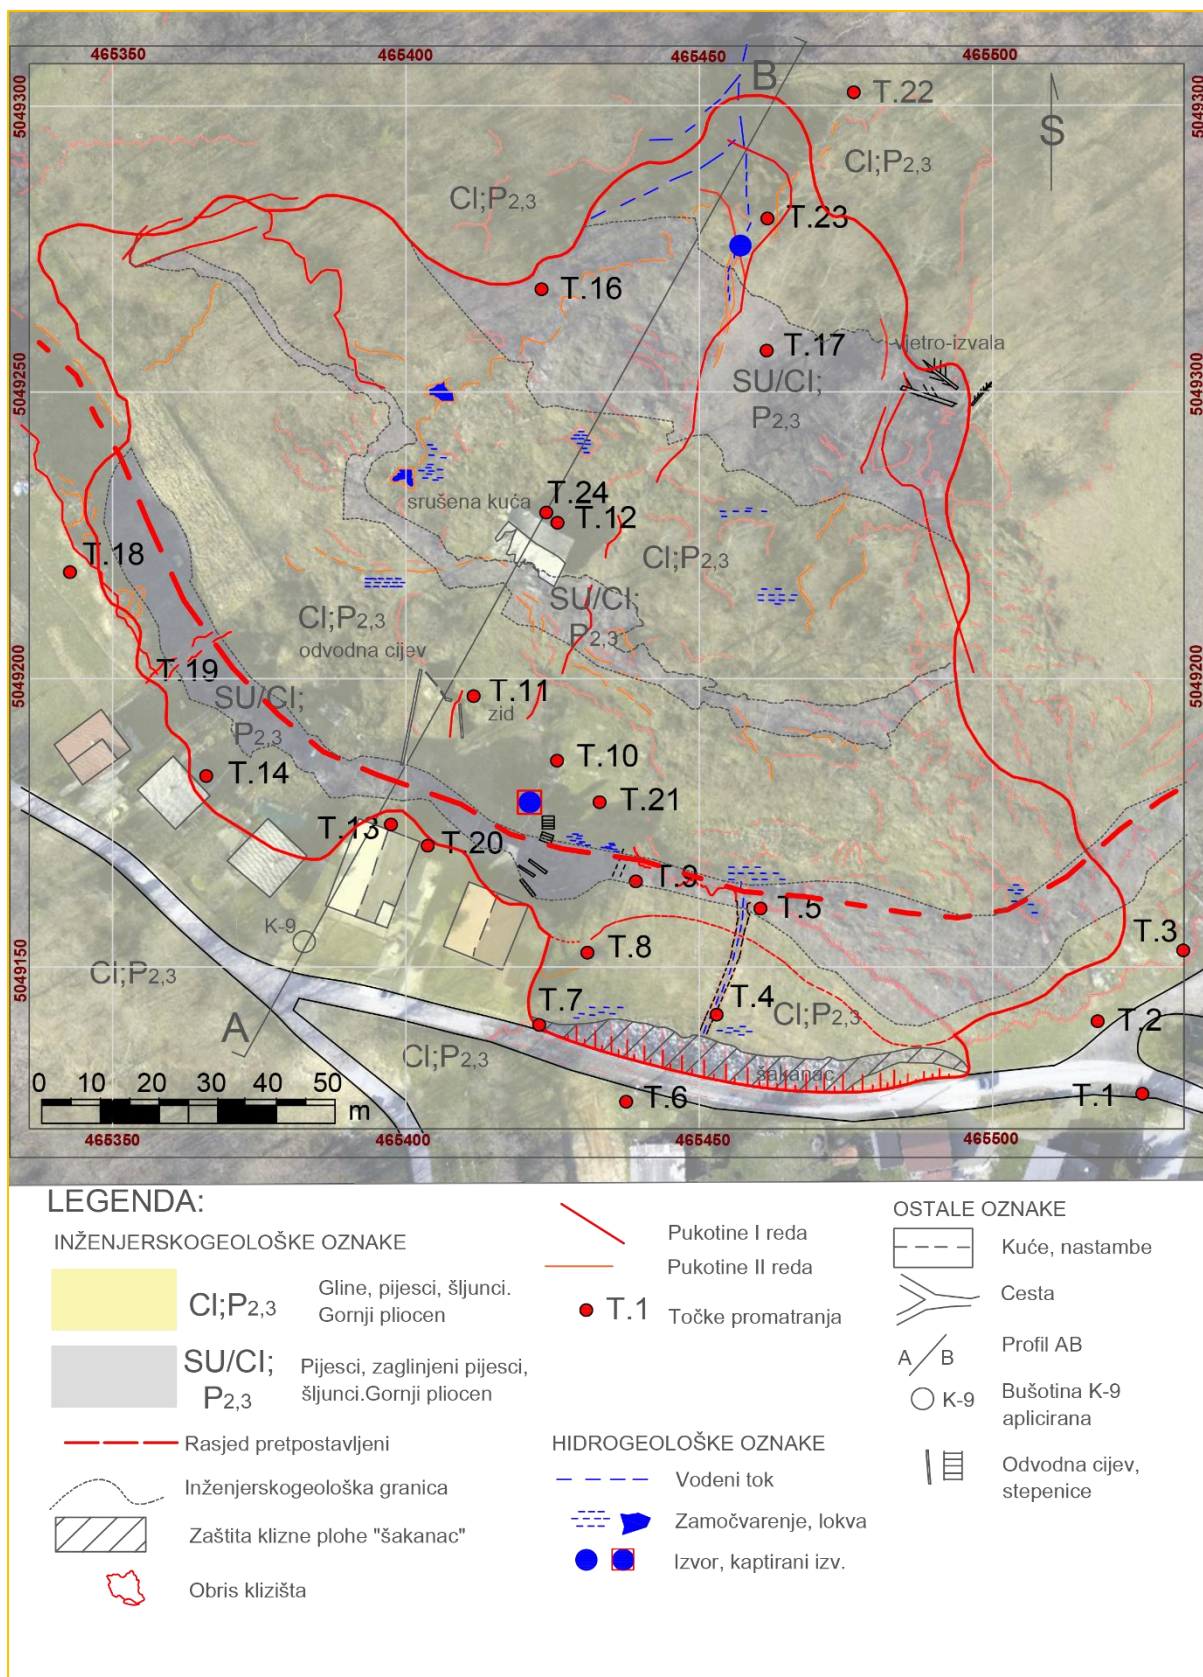 465350
465400
465450
465500
B
T.22
5049300
5049300
S
Cl;P2,3
Cl;P2,3
T.23
T.16
T.17
vjetro-izvala
SU/Cl;
P2,3
5049250
5049300
srušena kuća
T.24
T.12
T.18
Cl;P2,3
SU/Cl;
P2,3
Cl;P2,3
odvodna cijev
T.19
5049200
5049200
SU/Cl;
P2,3
T.11
zid
T.10
T.14
T.21
T.13
T.20
T.9
T.5
K-9
T.8
T.3
5049150
5049150
Cl;P2,3
T.7
T.4
Cl;P2,3
T.2
A
Cl;P2,3
šakanac
T.6
T.1
0 10 20 30 40 50
m
465350
465400
465450
465500
LEGENDA:
INŽENJERSKOGEOLOŠKE OZNAKE
Cl;P2,3
Gline, pijesci, šljunci.
Gornji pliocen
SU/Cl;
P2,3
Pijesci, zaglinjeni pijesci,
šljunci.Gornji pliocen
Rasjed pretpostavljeni
Inženjerskogeološka granica
Zaštita klizne plohe "šakanac"
Obris klizišta
Pukotine I reda
Pukotine II reda
T.1
Točke promatranja
HIDROGEOLOŠKE OZNAKE
Vodeni tok
Zamočvarenje, lokva
Izvor, kaptirani izv.
OSTALE OZNAKE
Kuće, nastambe
Cesta
A B
Profil AB
K-9
Bušotina K-9
aplicirana
Odvodna cijev,
stepenice